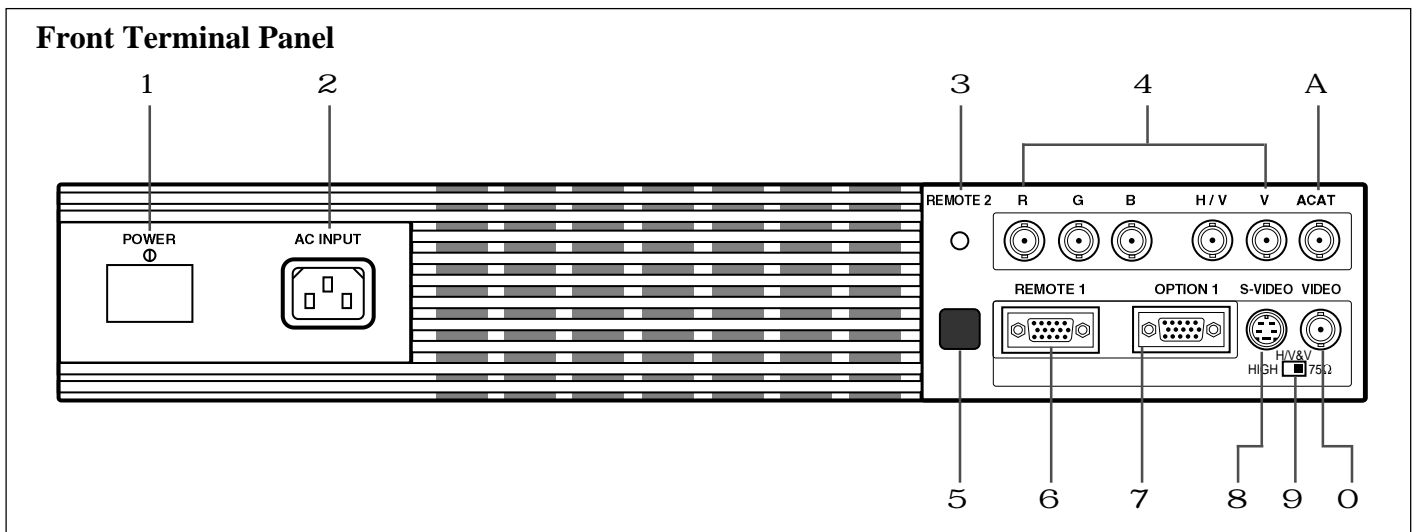 Front Terminal Panel
1 2 3 4 A
REMOTE 2 R G B H / V V ACAT
POWER AC INPUT
REMOTE 1 OPTION 1 S-VIDEO VIDEO
H/V&V
HIGH 75Ω
5 6 7 8 9 0